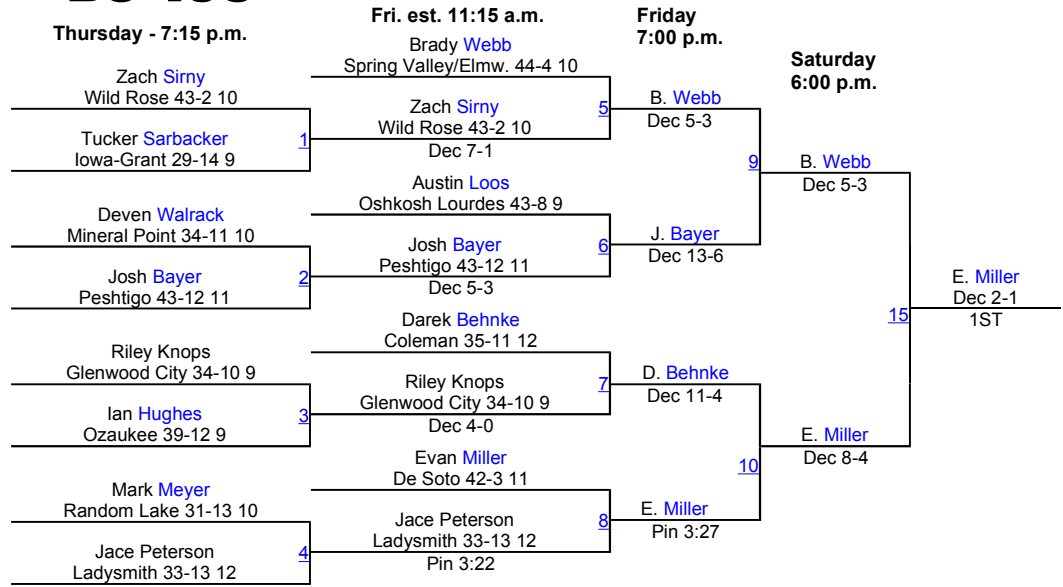 Thursday - 7:15 p.m.
Zach Sirny
Wild Rose 43-2 10
Tucker Sarbacker
Iowa-Grant 29-14 9
1
Deven Walrack
Mineral Point 34-11 10
Josh Bayer
Peshtigo 43-12 11
2
Riley Knops
Glenwood City 34-10 9
Ian Hughes
Ozaukee 39-12 9
3
Mark Meyer
Random Lake 31-13 10
Jace Peterson
Ladysmith 33-13 12
4
Fri. est. 11:15 a.m.
Brady Webb
Spring Valley/Elmw. 44-4 10
Zach Sirny
Wild Rose 43-2 10
Dec 7-1
5
Austin Loos
Oshkosh Lourdes 43-8 9
Josh Bayer
Peshtigo 43-12 11
Dec 5-3
6
Darek Behnke
Coleman 35-11 12
Riley Knops
Glenwood City 34-10 9
Dec 4-0
7
Evan Miller
De Soto 42-3 11
Jace Peterson
Ladysmith 33-13 12
Pin 3:22
8
Friday
7:00 p.m.
B. Webb
Dec 5-3
9
J. Bayer
Dec 13-6
D. Behnke
Dec 11-4
10
E. Miller
Pin 3:27
Saturday
6:00 p.m.
B. Webb
Dec 5-3
15
E. Miller
Dec 8-4
E. Miller
Dec 2-1
1ST